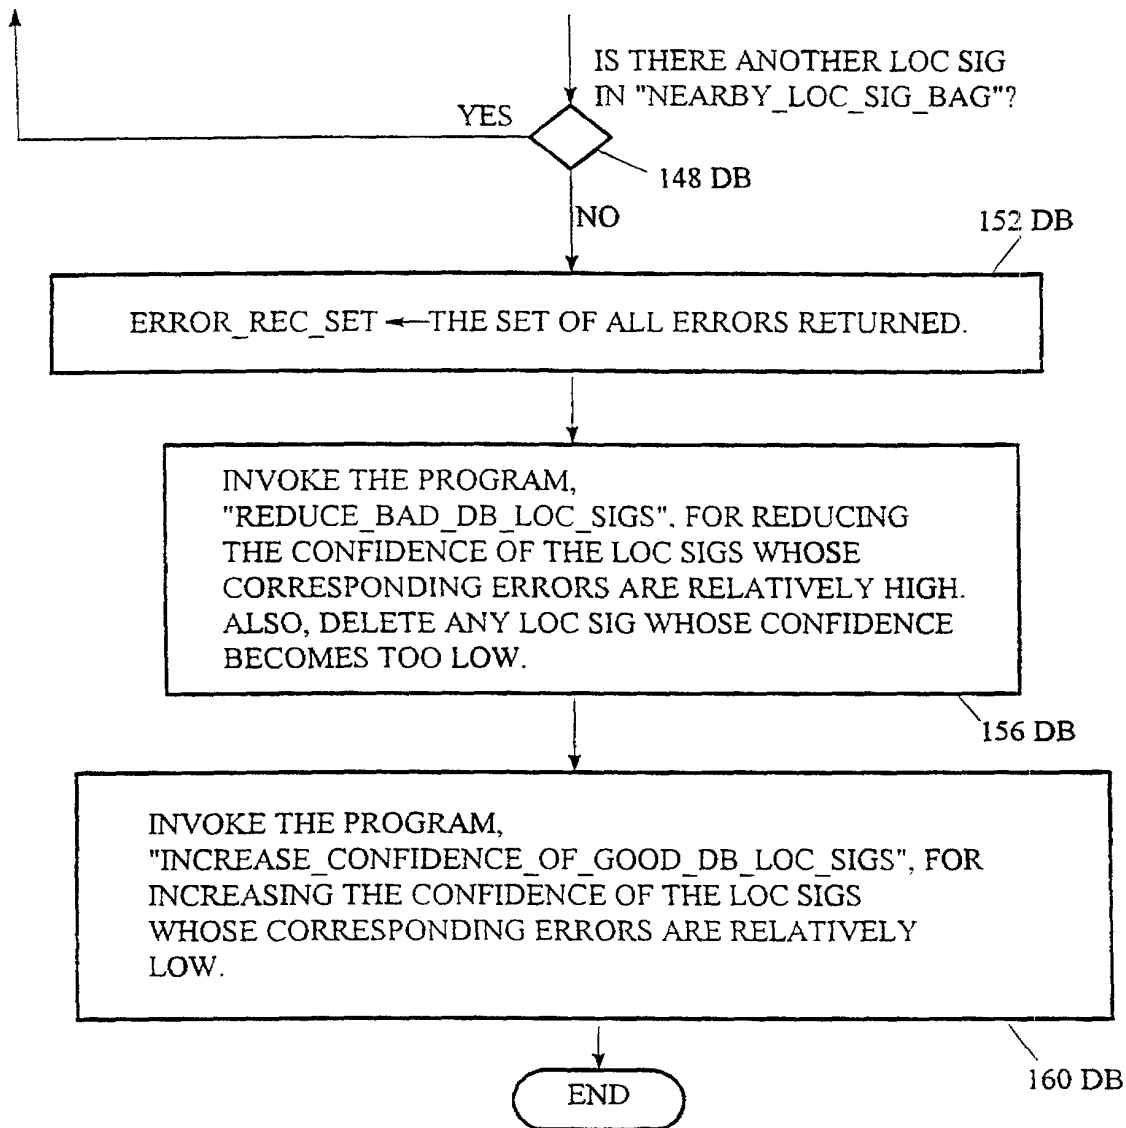 IS THERE ANOTHER LOC SIG
IN "NEARBY_LOC_SIG_BAG"?
YES
148 DB
NO
152 DB
ERROR_REC_SET ← THE SET OF ALL ERRORS RETURNED.
INVOKE THE PROGRAM,
"REDUCE_BAD_DB_LOC_SIGS", FOR REDUCING
THE CONFIDENCE OF THE LOC SIGS WHOSE
CORRESPONDING ERRORS ARE RELATIVELY HIGH.
ALSO, DELETE ANY LOC SIG WHOSE CONFIDENCE
BECOMES TOO LOW.
156 DB
INVOKE THE PROGRAM,
"INCREASE_CONFIDENCE_OF_GOOD_DB_LOC_SIGS", FOR
INCREASING THE CONFIDENCE OF THE LOC SIGS
WHOSE CORRESPONDING ERRORS ARE RELATIVELY
LOW.
160 DB
END